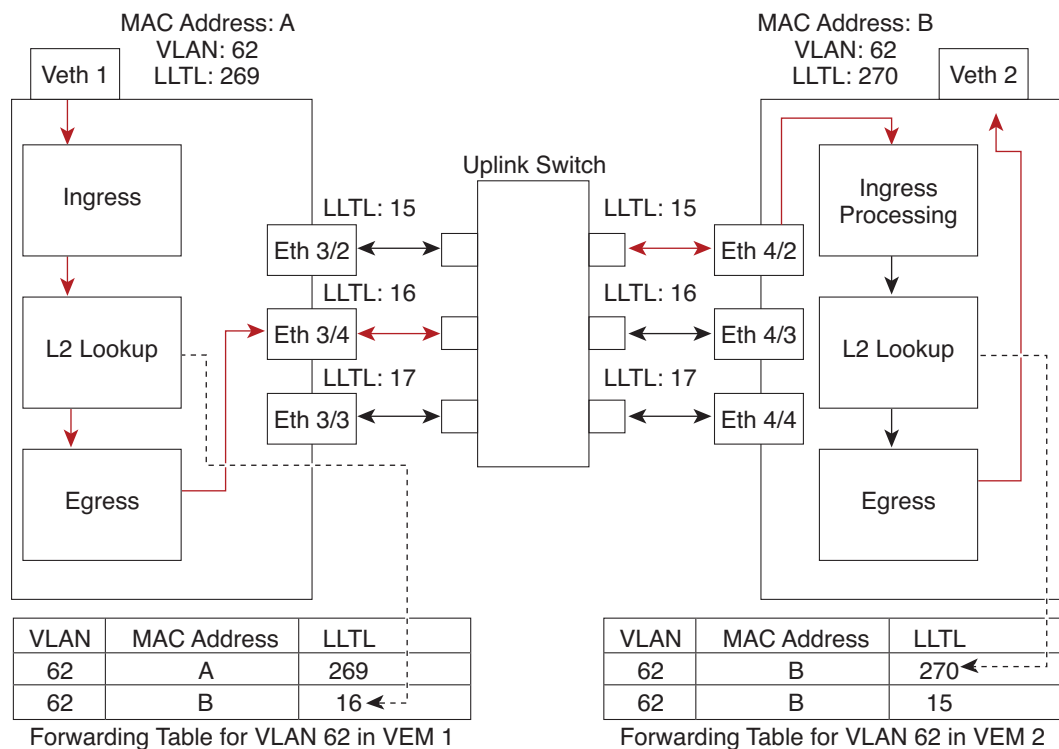 MAC Address: A
VLAN: 62
LLTL: 269
Veth 1
MAC Address: B
VLAN: 62
LLTL: 270
Veth 2
Ingress
L2 Lookup
Egress
Uplink Switch
LLTL: 15
Eth 3/2
LLTL: 16
Eth 3/4
LLTL: 17
Eth 3/3
LLTL: 15
Eth 4/2
LLTL: 16
Eth 4/3
LLTL: 17
Eth 4/4
Ingress
Processing
L2 Lookup
Egress
VLAN MAC Address LLTL
62 A 269
62 B 16
Forwarding Table for VLAN 62 in VEM 1
VLAN MAC Address LLTL
62 B 270
62 B 15
Forwarding Table for VLAN 62 in VEM 2